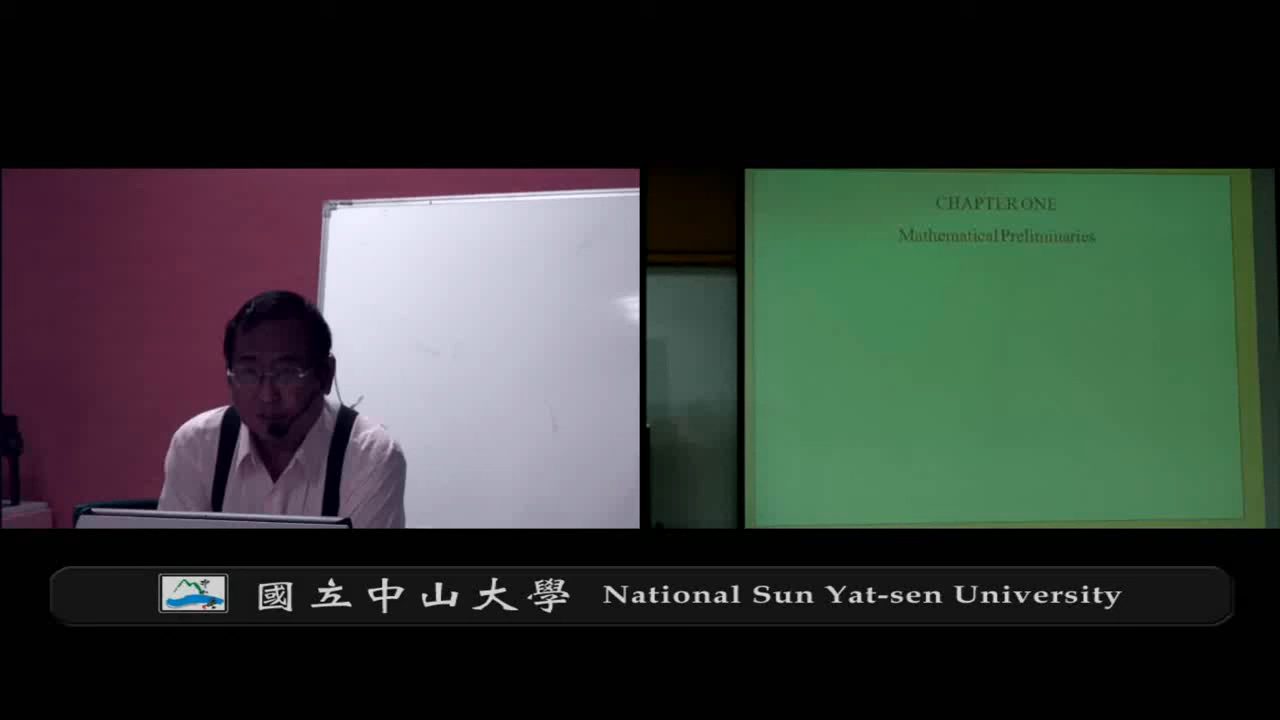 CHAPTER ONE
Mathematical Preliminaries
國立中山大學 National Sun Yat-sen University